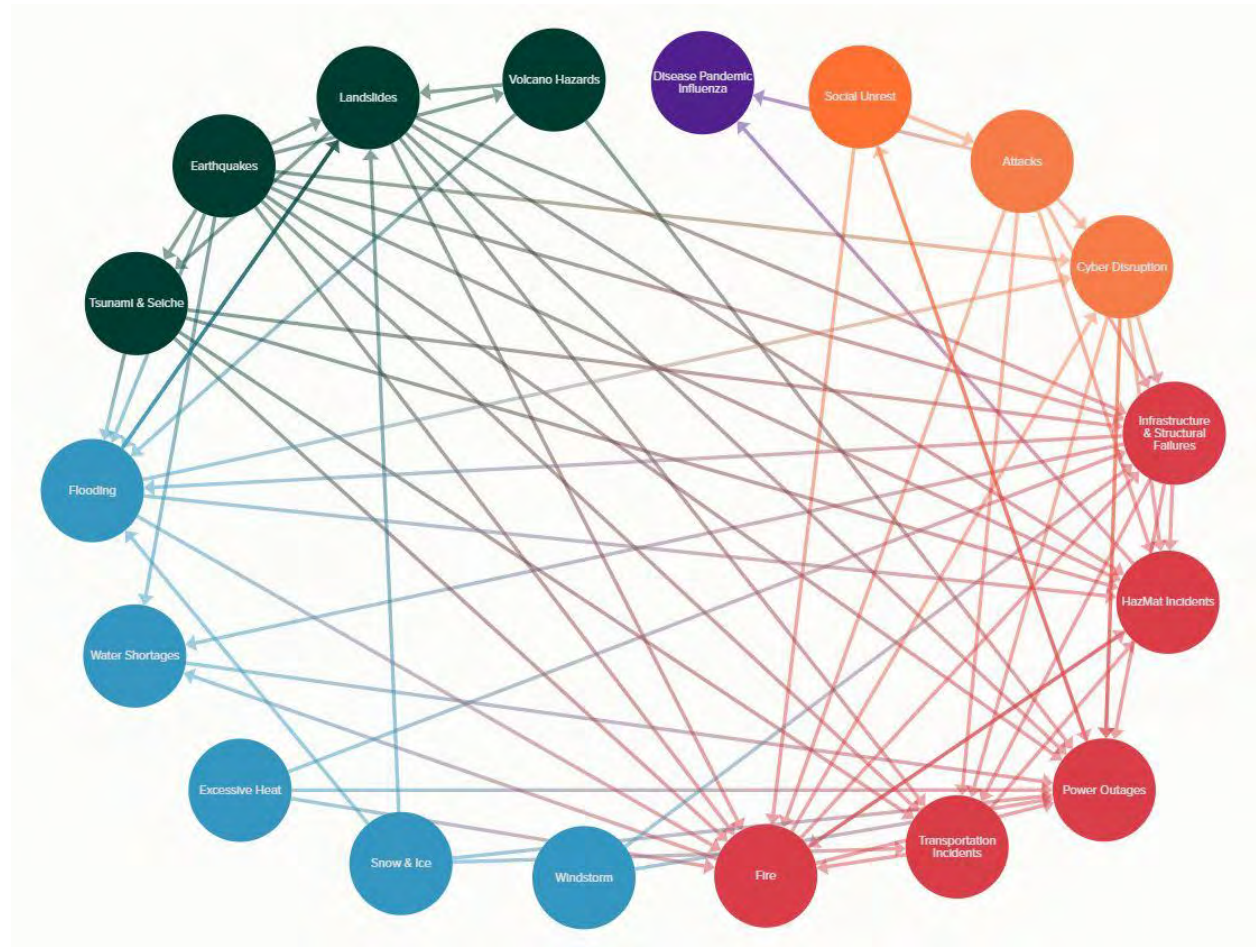 Volcano Hazards
Disease Pandemic
Influenza
Landslides
Social Unrest
Earthquakes
Attacks
Cyber Disruption
Tsunami & Seiche
Infrastructure
& Structural
Failures
Flooding
HazMat Incidents
Water Shortages
Excessive Heat
Power Outages
Snow & Ice
Windstorm
Fire
Transportation
Incidents